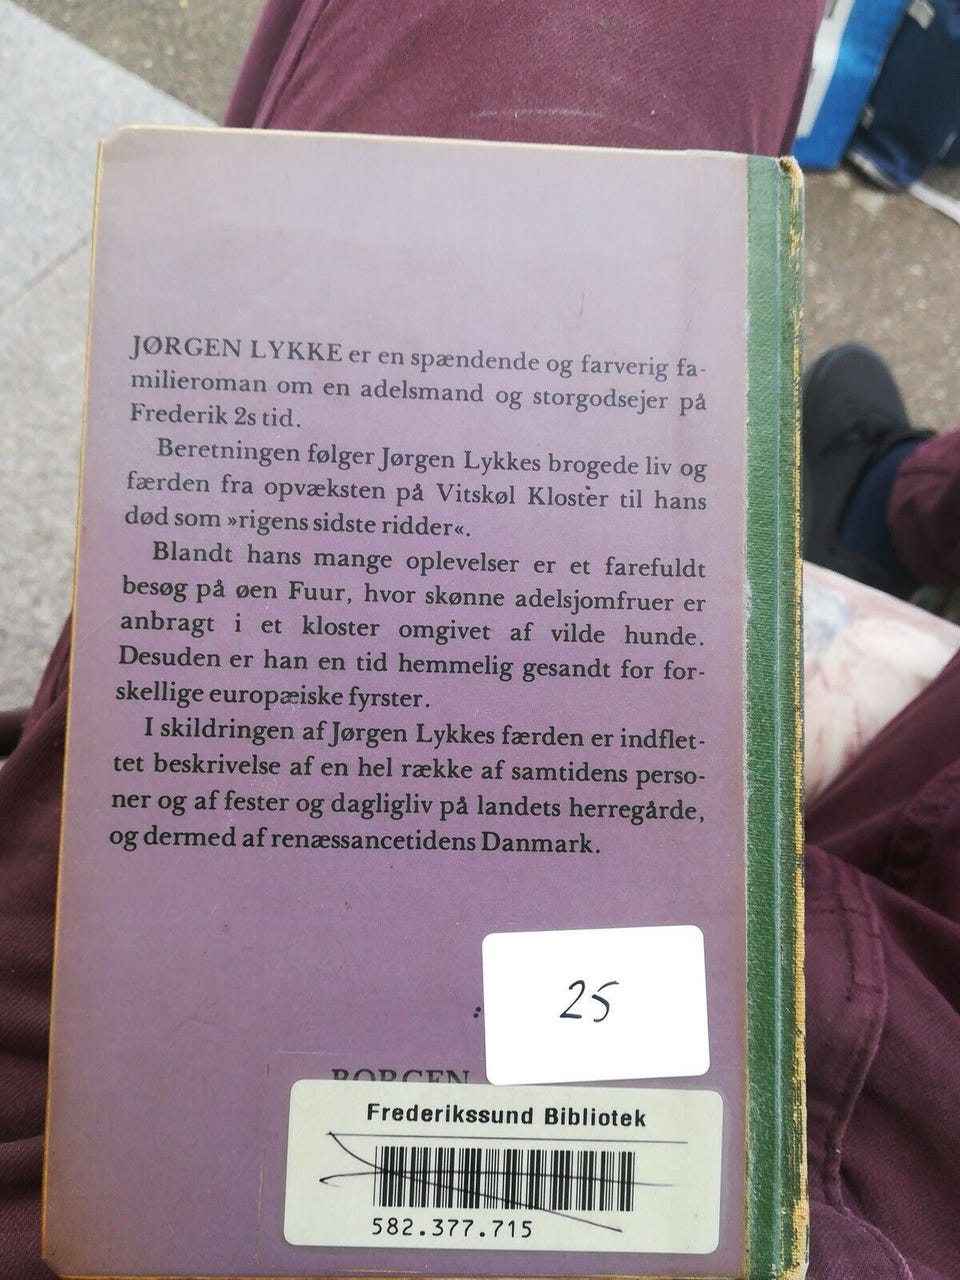 JØRGEN LYKKE er en spændende og farverig fa-
milieroman om en adelsmand og storgodsejer på
Frederik 2s tid.
Beretningen følger Jørgen Lykkes brogede liv og
færden fra opvæksten på Vitskøl Kloster til hans
død som »rigens sidste ridder«.
Blandt hans mange oplevelser er et farefuldt
besøg på øen Fuur, hvor skønne adelsjomfruer er
anbragt i et kloster omgivet af vilde hunde.
Desuden er han en tid hemmelig gesandt for for-
skellige europæiske fyrster.
I skildringen af Jørgen Lykkes færden er indflet-
tet beskrivelse af en hel række af samtidens perso-
ner og af fester og dagligliv på landets herregårde,
og dermed af renæssancetidens Danmark.
25
BORGEN
Frederikssund Bibliotek
582.377.715